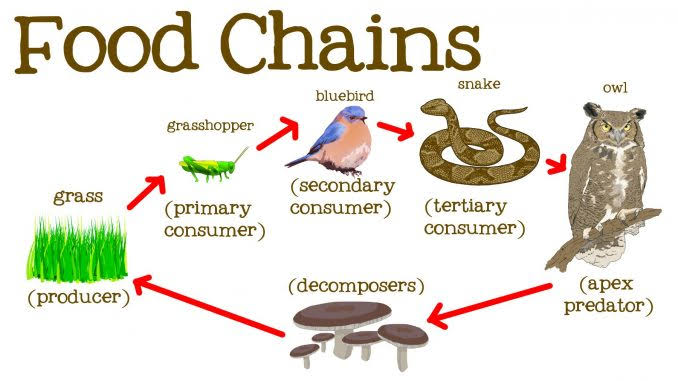 Food Chains
grass
(producer)
grasshopper
(primary
consumer)
bluebird
(secondary
consumer)
snake
(tertiary
consumer)
owl
(apex
predator)
(decomposers)